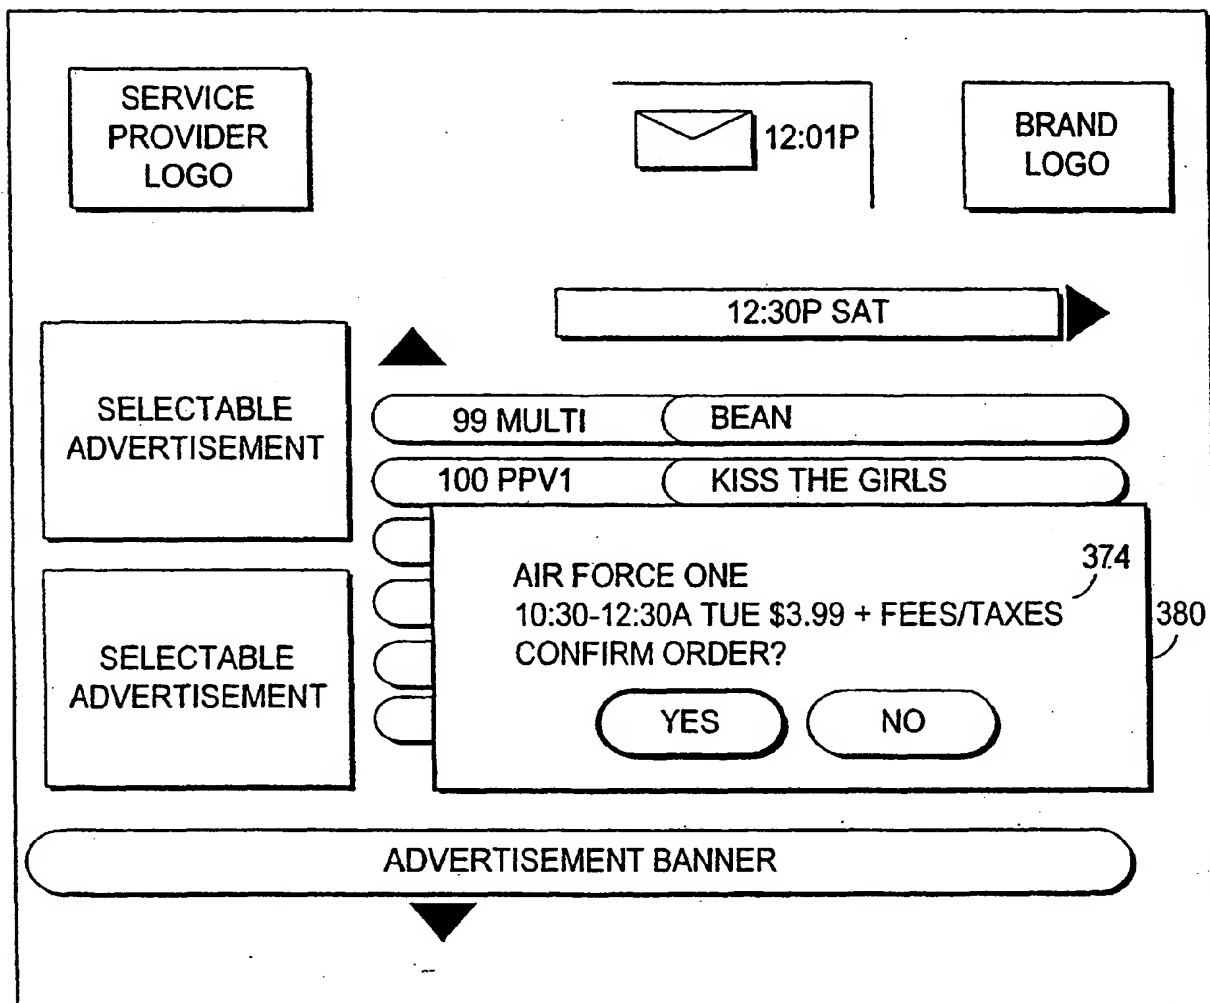 SERVICE
PROVIDER
LOGO
12:01P
BRAND
LOGO
12:30P SAT
SELECTABLE
ADVERTISEMENT
99 MULTI BEAN
100 PPV1 KISS THE GIRLS
374
AIR FORCE ONE
10:30-12:30A TUE $3.99 + FEES/TAXES
380
CONFIRM ORDER?
YES NO
SELECTABLE
ADVERTISEMENT
ADVERTISEMENT BANNER